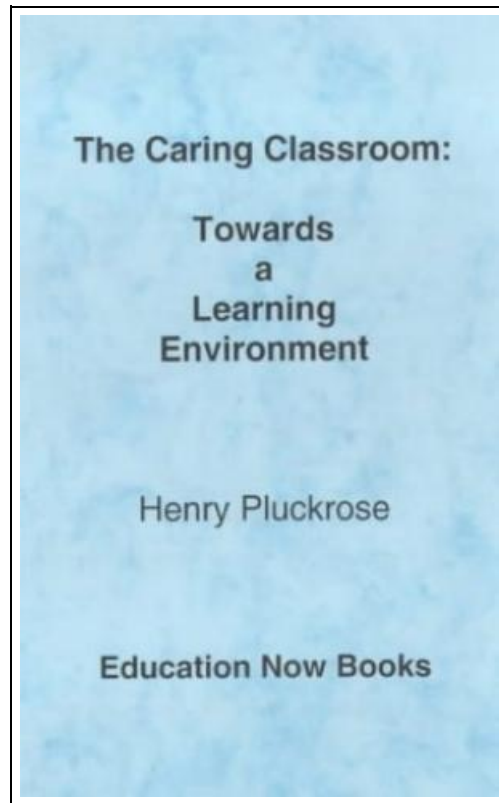 The Caring Classroom:
Towards
a
Learning
Environment
Henry Pluckrose
Education Now Books